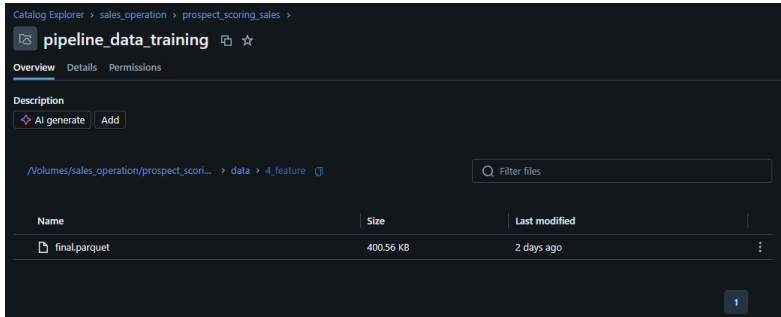 Catalog Explorer > sales_operation > prospect_scoring_sales >
pipeline_data_training
Overview Details Permissions
Description
AI generate Add
/Volumes/sales_operation/prospect_scori... > data > 4_feature
Filter files
Name Size Last modified
final.parquet 400.56 KB 2 days ago
1